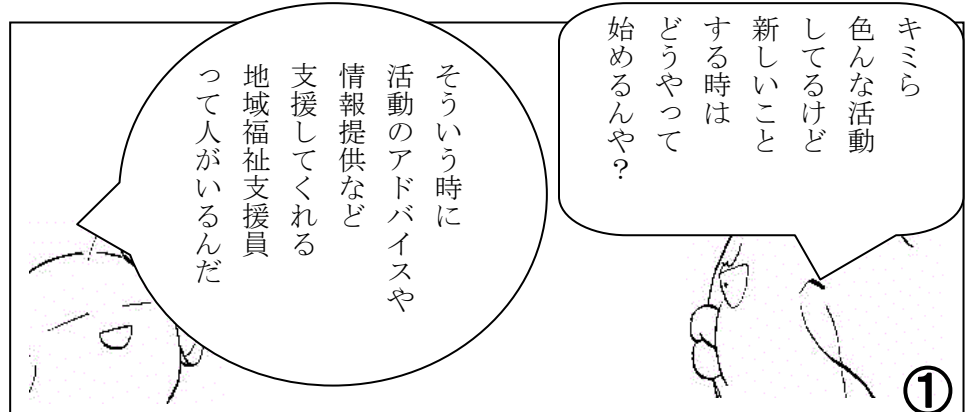 キミら
色んな活動
してるけど
新しいこと
する時は
どうやって
始めるんや？
そういう時に
活動のアドバイスや
情報提供など
支援してくれる
地域福祉支援員
って人がいるんだ
①